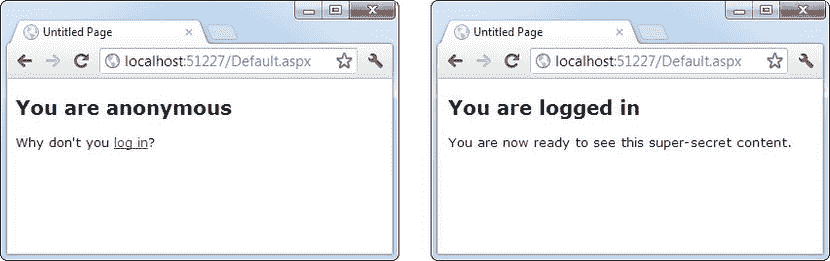 Untitled Page
localhost:51227/Default.aspx
You are anonymous
Why don't you log in?
Untitled Page
localhost:51227/Default.aspx
You are logged in
You are now ready to see this super-secret content.